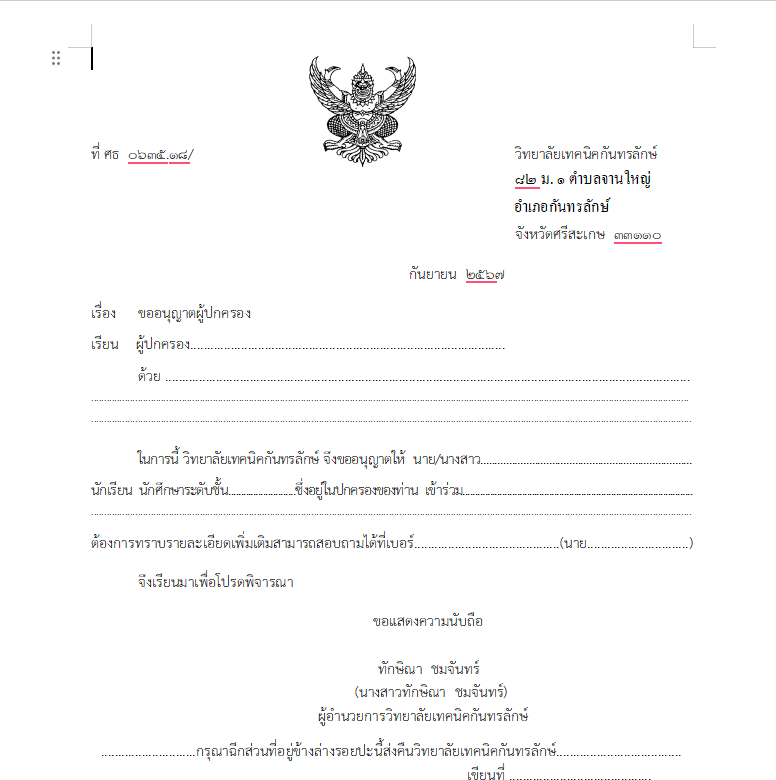 ที่ ศธ ๐๖๓๕.๑๘/
วิทยาลัยเทคนิคกันทรลักษ์
๘๒ ม. ๑ ตำบลจานใหญ่
อำเภอกันทรลักษ์
จังหวัดศรีสะเกษ ๓๓๑๑๐
กันยายน ๒๕๖๗
เรื่อง ขออนุญาตผู้ปกครอง
เรียน ผู้ปกครอง....................................................................................................
ด้วย ....................................................................................................
....................................................................................................
....................................................................................................
ในการนี้ วิทยาลัยเทคนิคกันทรลักษ์ จึงขออนุญาตให้ นาย/นางสาว............................................................
นักเรียน นักศึกษาระดับชั้น......................ซึ่งอยู่ในปกครองของท่าน เข้าร่วม............................................................
....................................................................................................
ต้องการทราบรายละเอียดเพิ่มเติมสามารถสอบถามได้ที่เบอร์..........................................(นาย.............................)
จึงเรียนมาเพื่อโปรดพิจารณา
ขอแสดงความนับถือ
ทักษิณา ชมจันทร์
(นางสาวทักษิณา ชมจันทร์)
ผู้อำนวยการวิทยาลัยเทคนิคกันทรลักษ์
............................กรุณาฉีกส่วนที่อยู่ข้างล่างรอยปะนี้ส่งคืนวิทยาลัยเทคนิคกันทรลักษ์....................................
เขียนที่ ..........................................